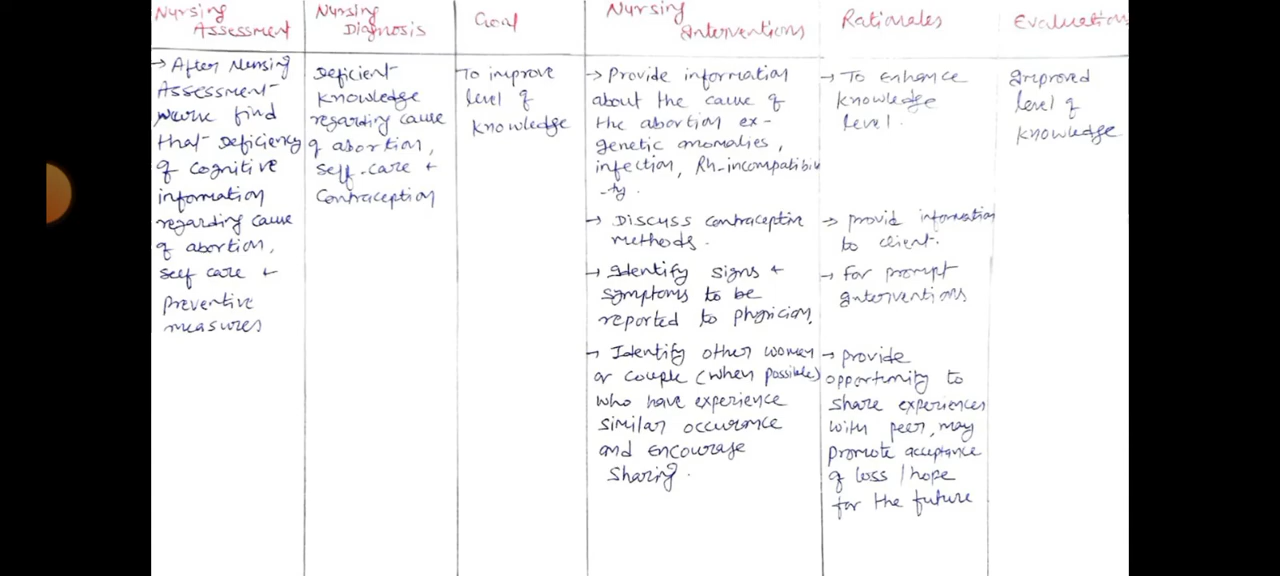 Nursing
Assessment
Nursing
Diagnosis
Goal
Nursing
Interventions
Rationales
Evaluation
→ After Nursing
Assessment
find
that Deficiency
of cognitive
information
regarding cause
of abortion,
self care +
preventive
measures
Deficient
knowledge
regarding cause
of abortion,
self-care +
contraception
To improve
level of
knowledge
→ Provide information
about the cause of
the abortion ex-
genetic anomalies,
infection, Rh-incompatibili
-ty.
→ Discuss contraceptive
methods.
→ Identify signs +
symptoms to be
reported to physician.
→ Identify other women
or couple (when possible)
who have experience
similar occurance
and encourage
sharing.
→ To enhance
knowledge
level.
→ provid information
to client.
→ For prompt
interventions
→ provide
opportunity to
share experiences
with peer, may
promote acceptance
of loss / hope
for the future
Improved
level of
knowledge